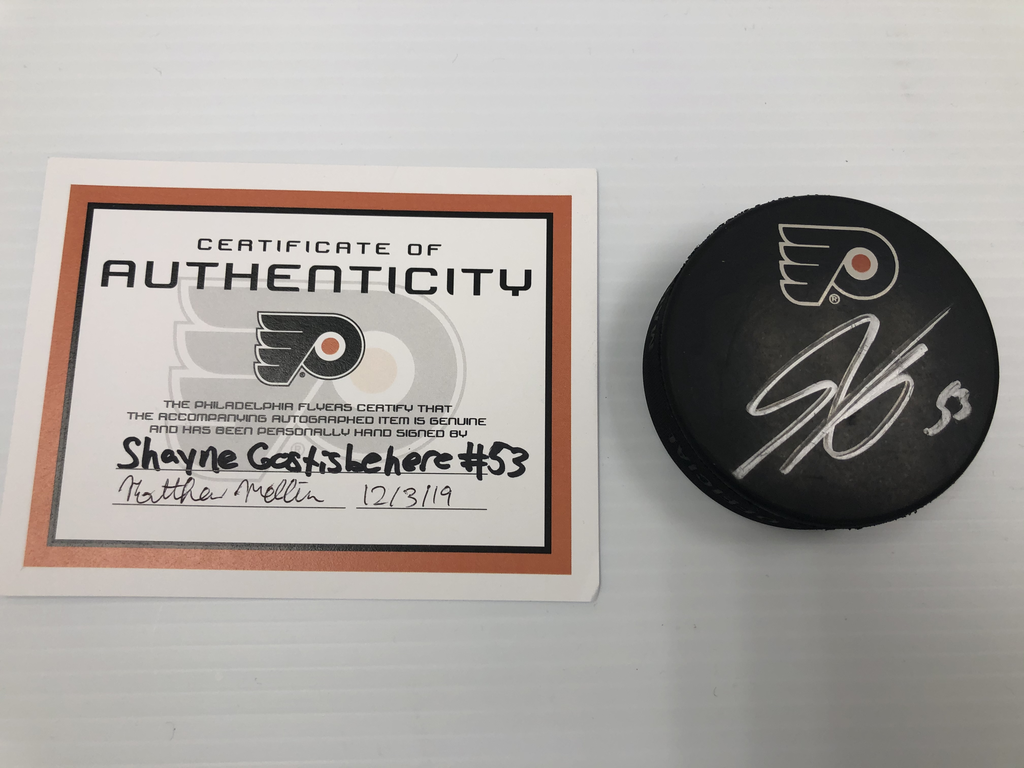 CERTIFICATE OF
AUTHENTICITY
THE PHILADELPHIA FLYERS CERTIFY THAT
THE ACCOMPANYING AUTOGRAPHED ITEM IS GENUINE
AND HAS BEEN PERSONALLY HAND SIGNED BY
Shayne Gostisbehere #53
Matthew 12/3/19
®
53